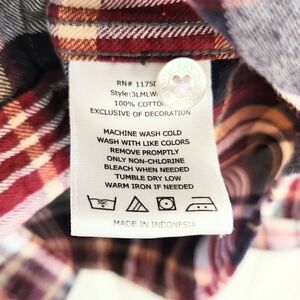 RN# 1175
Style:3LMLW
100% COTTON
EXCLUSIVE OF DECORATION
MACHINE WASH COLD
WASH WITH LIKE COLORS
REMOVE PROMPTLY
ONLY NON-CHLORINE
BLEACH WHEN NEEDED
TUMBLE DRY LOW
WARM IRON IF NEEDED
MADE IN INDONESIA